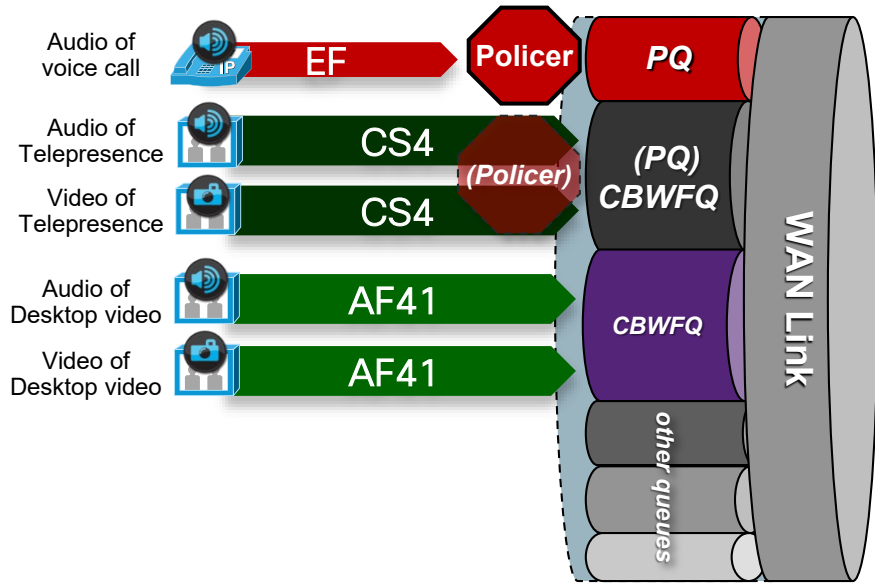 Audio of
voice call
IP
EF
Policer
PQ
Audio of
Telepresence
CS4
(Policer)
(PQ)
CBWFQ
Video of
Telepresence
CS4
Audio of
Desktop video
AF41
CBWFQ
Video of
Desktop video
AF41
other queues
WAN Link